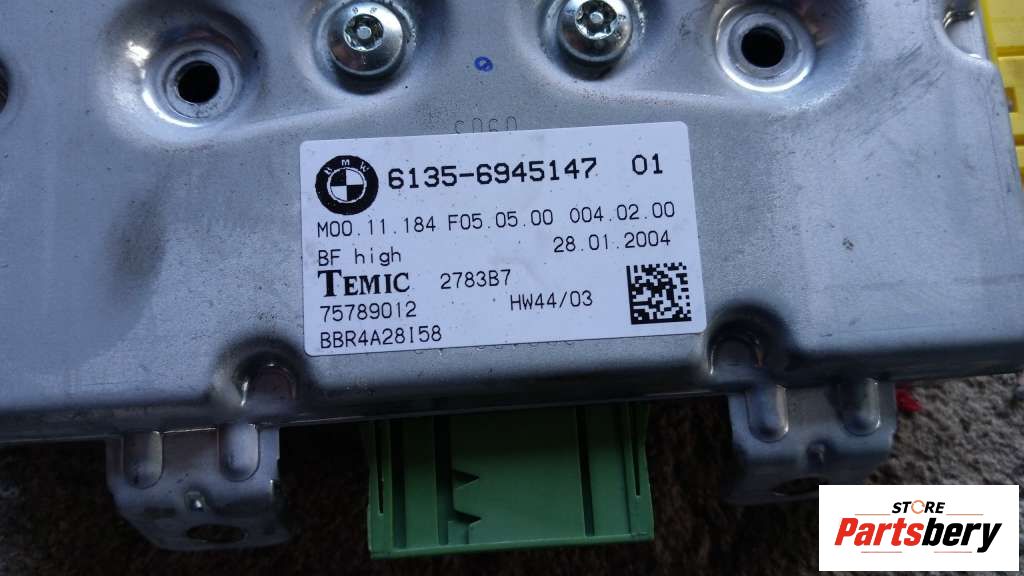 BMW 6135-6945147 01
M00.11.184 F05.05.00 004.02.00
BF high 28.01.2004
TEMIC 2783B7
75789012 HW44/03
BBR4A28I58
STORE
Partsbery